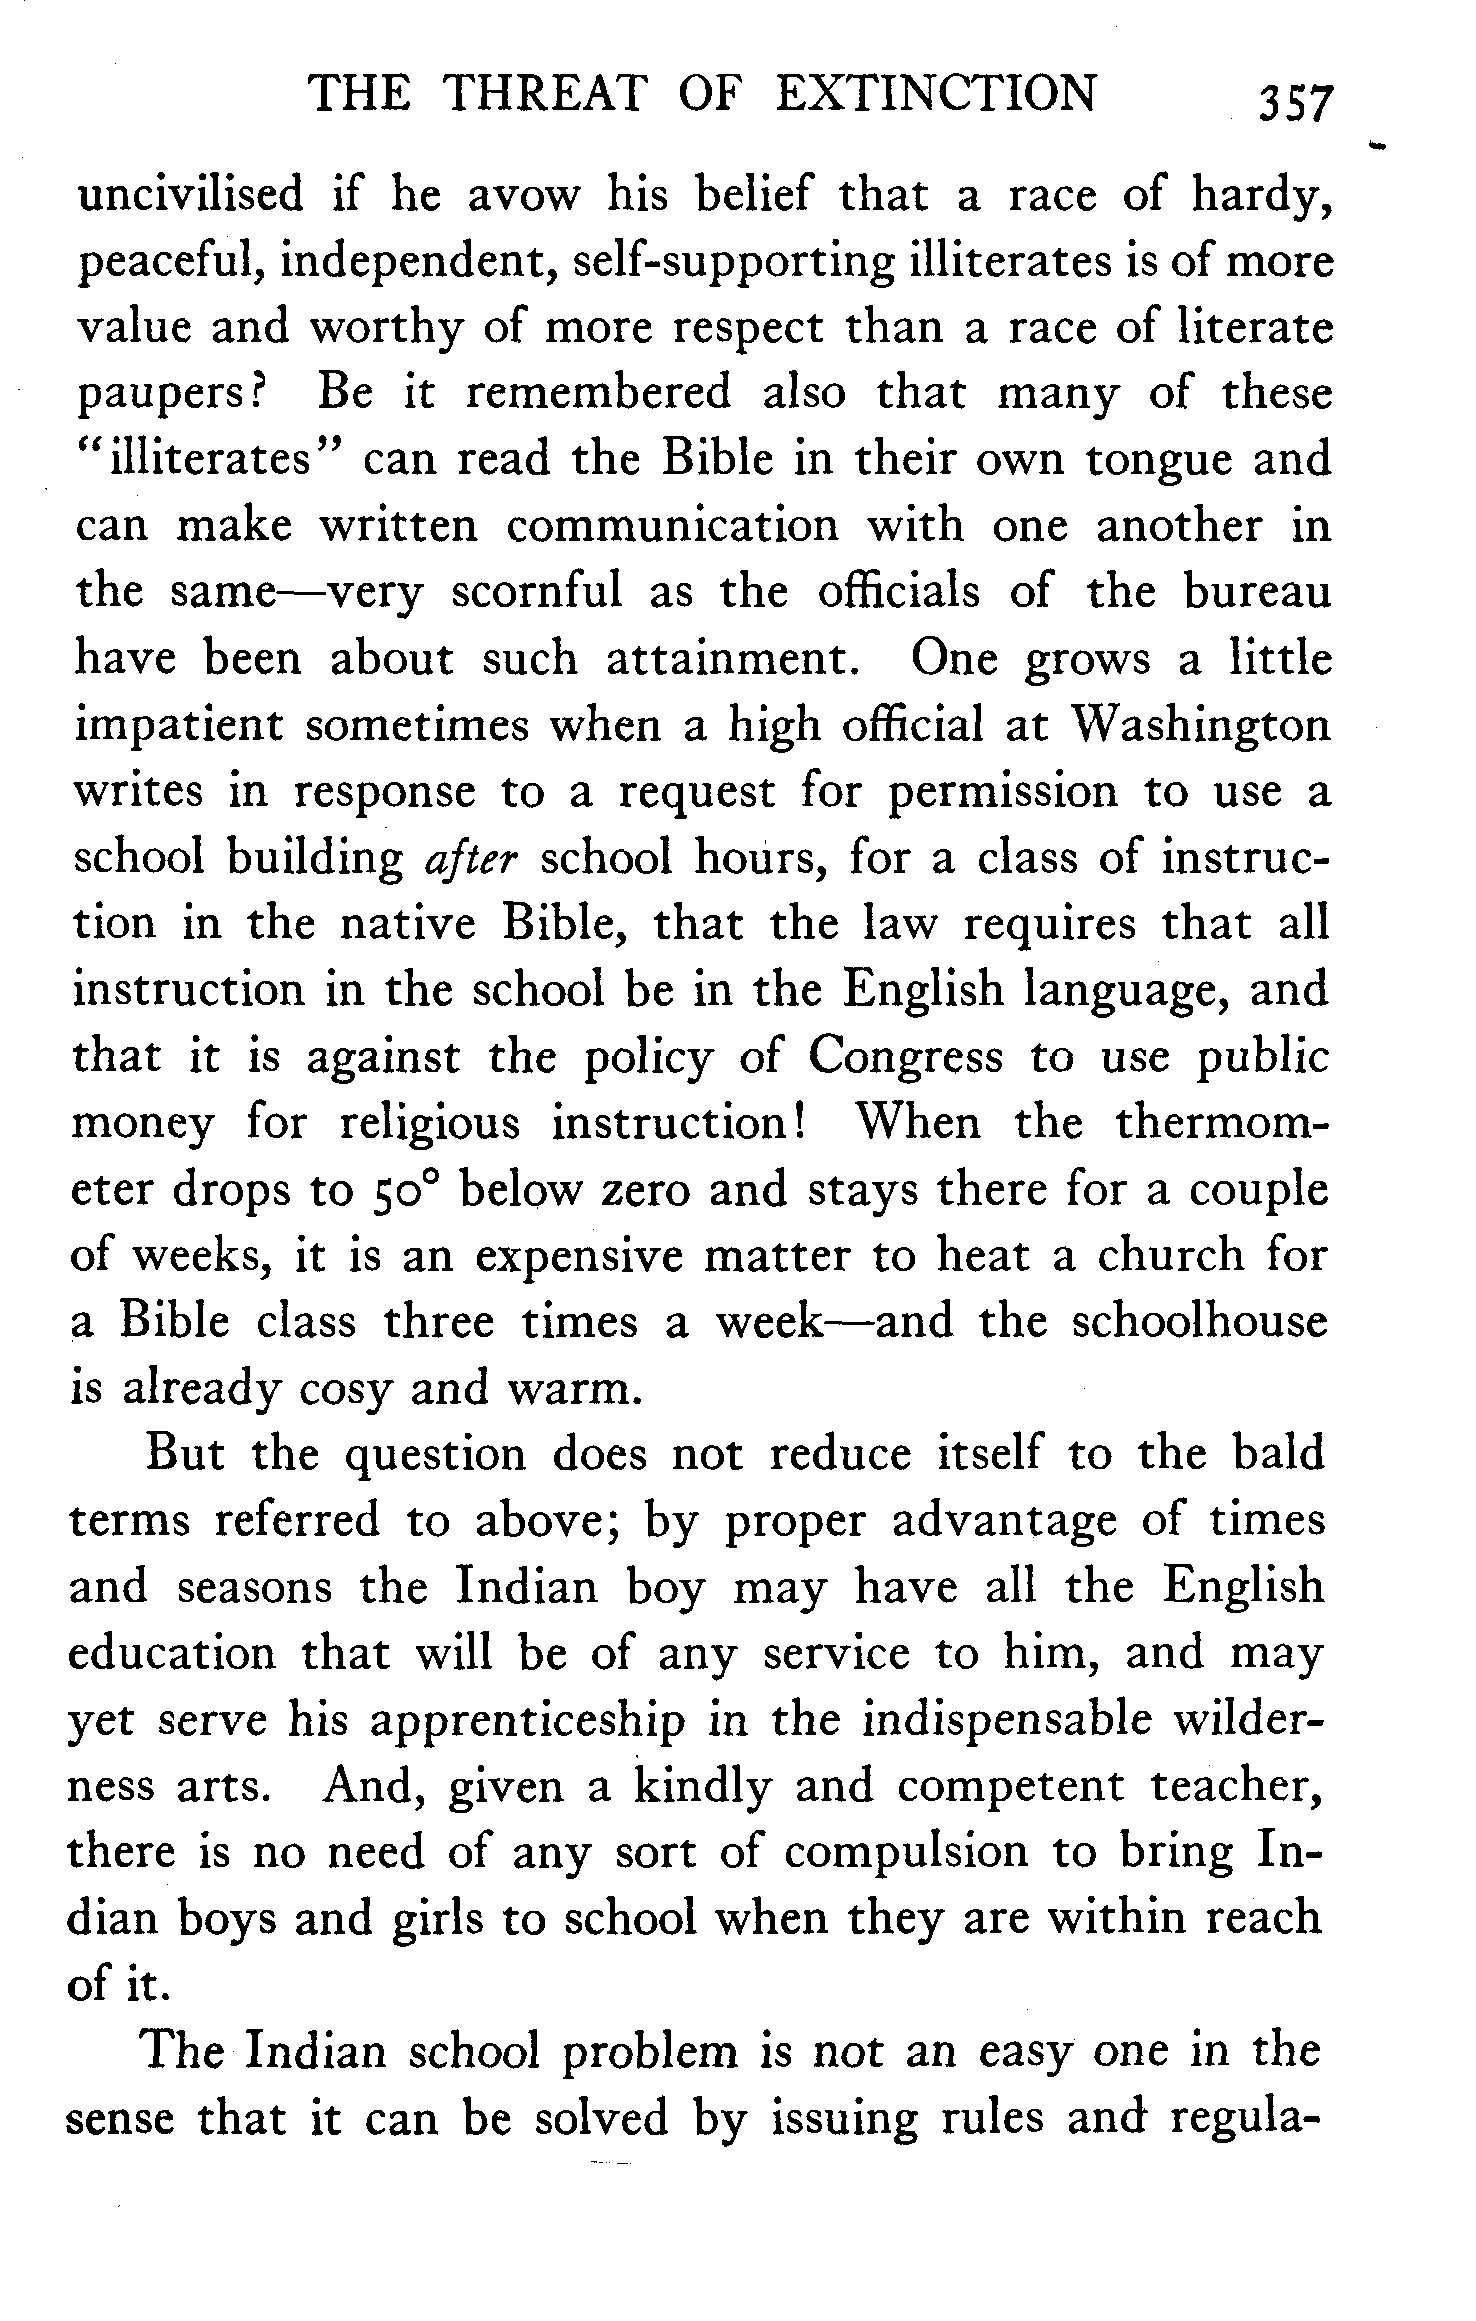 THE THREAT OF EXTINCTION 357
uncivilised if he avow his belief that a race of hardy,
peaceful, independent, self-supporting illiterates is of more
value and worthy of more respect than a race of literate
paupers? Be it remembered also that many of these
"illiterates" can read the Bible in their own tongue and
can make written communication with one another in
the same—very scornful as the officials of the bureau
have been about such attainment. One grows a little
impatient sometimes when a high official at Washington
writes in response to a request for permission to use a
school building after school hours, for a class of instruc-
tion in the native Bible, that the law requires that all
instruction in the school be in the English language, and
that it is against the policy of Congress to use public
money for religious instruction! When the thermom-
eter drops to 50° below zero and stays there for a couple
of weeks, it is an expensive matter to heat a church for
a Bible class three times a week—and the schoolhouse
is already cosy and warm.
But the question does not reduce itself to the bald
terms referred to above; by proper advantage of times
and seasons the Indian boy may have all the English
education that will be of any service to him, and may
yet serve his apprenticeship in the indispensable wilder-
ness arts. And, given a kindly and competent teacher,
there is no need of any sort of compulsion to bring In-
dian boys and girls to school when they are within reach
of it.
The Indian school problem is not an easy one in the
sense that it can be solved by issuing rules and regula-